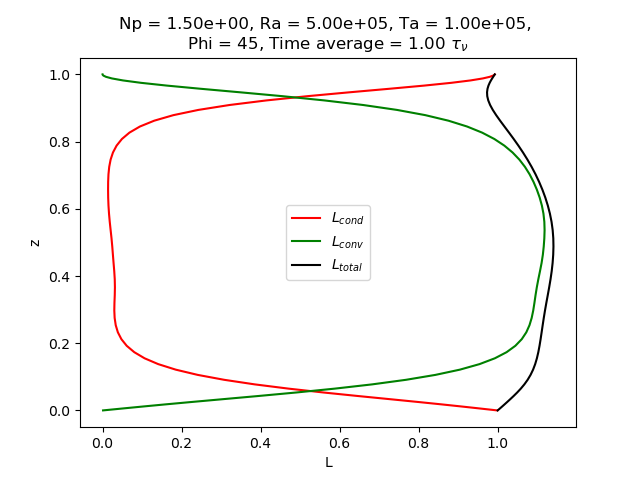 Np = 1.50e+00, Ra = 5.00e+05, Ta = 1.00e+05,
Phi = 45, Time average = 1.00 τν
1.0
0.8
0.6
0.4
0.2
0.0
z
Lcond
Lconv
Ltotal
0.0 0.2 0.4 0.6 0.8 1.0
L